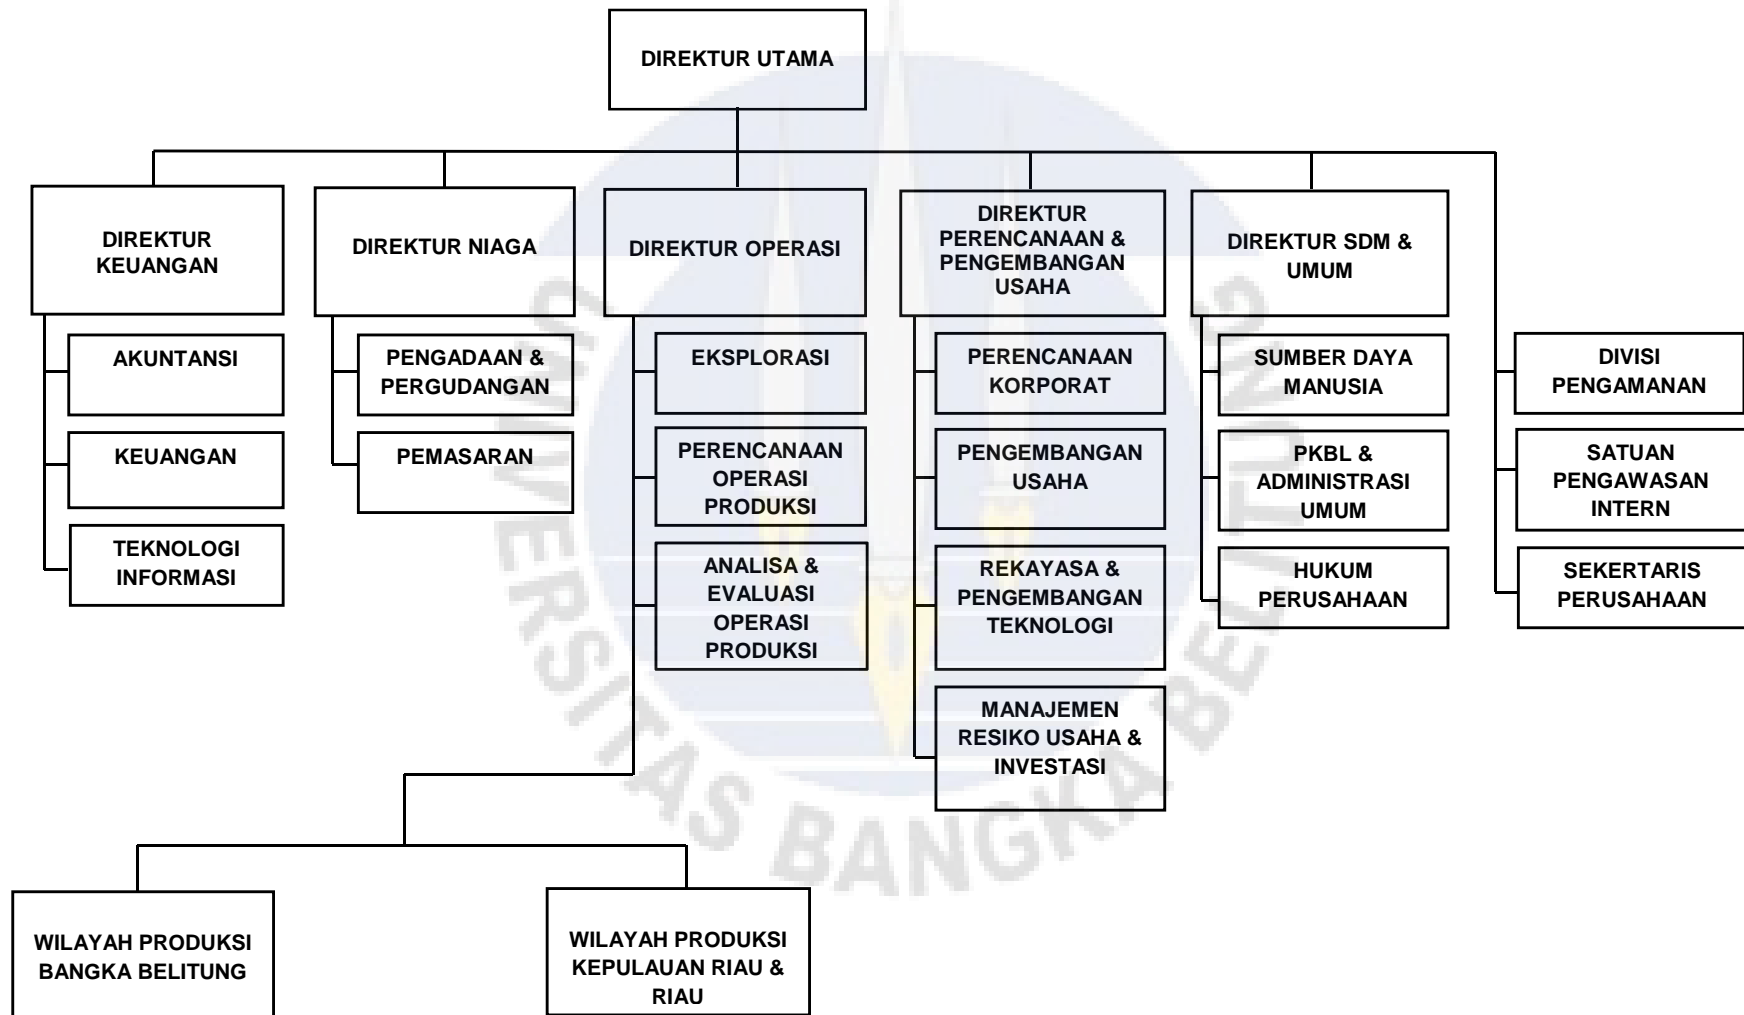 DIREKTUR UTAMA
DIREKTUR
KEUANGAN
DIREKTUR NIAGA
DIREKTUR OPERASI
DIREKTUR
PERENCANAAN &
PENGEMBANGAN
USAHA
DIREKTUR SDM &
UMUM
AKUNTANSI
KEUANGAN
TEKNOLOGI
INFORMASI
PENGADAAN &
PERGUDANGAN
PEMASARAN
EKSPLORASI
PERENCANAAN
OPERASI
PRODUKSI
ANALISA &
EVALUASI
OPERASI
PRODUKSI
PERENCANAAN
KORPORAT
PENGEMBANGAN
USAHA
REKAYASA &
PENGEMBANGAN
TEKNOLOGI
MANAJEMEN
RESIKO USAHA &
INVESTASI
SUMBER DAYA
MANUSIA
PKBL &
ADMINISTRASI
UMUM
HUKUM
PERUSAHAAN
DIVISI
PENGAMANAN
SATUAN
PENGAWASAN
INTERN
SEKERTARIS
PERUSAHAAN
WILAYAH PRODUKSI
BANGKA BELITUNG
WILAYAH PRODUKSI
KEPULAUAN RIAU &
RIAU
UNIVERSITAS BANGKA BELITUNG